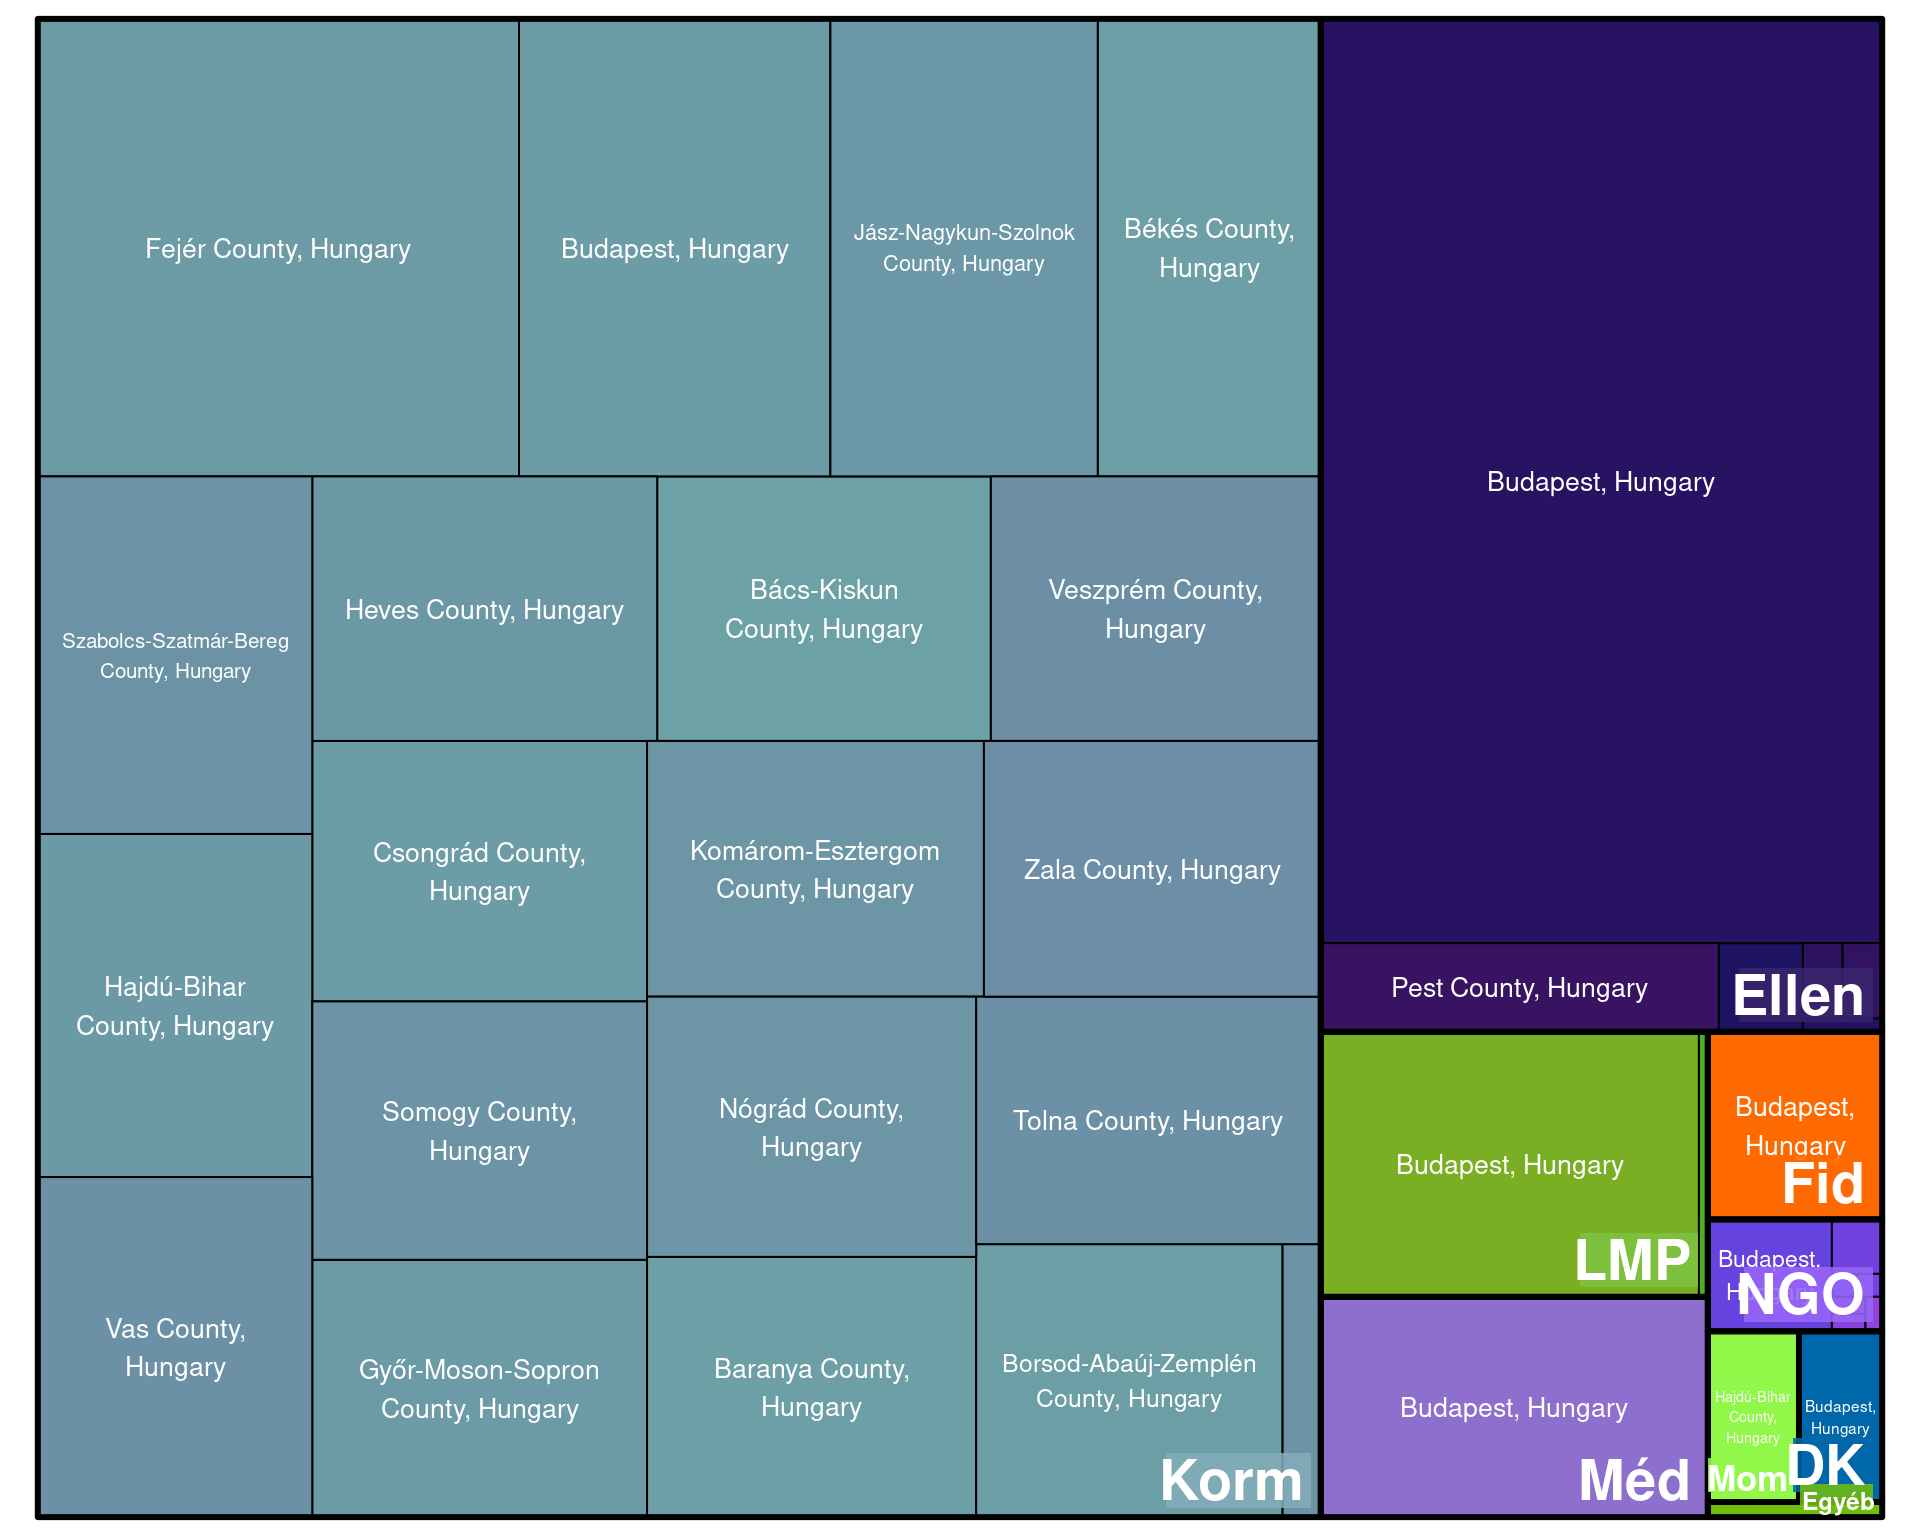 Fejér County, Hungary
Budapest, Hungary
Jász-Nagykun-Szolnok
County, Hungary
Békés County,
Hungary
Szabolcs-Szatmár-Bereg
County, Hungary
Heves County, Hungary
Bács-Kiskun
County, Hungary
Veszprém County,
Hungary
Hajdú-Bihar
County, Hungary
Csongrád County,
Hungary
Komárom-Esztergom
County, Hungary
Zala County, Hungary
Somogy County,
Hungary
Nógrád County,
Hungary
Tolna County, Hungary
Vas County,
Hungary
Győr-Moson-Sopron
County, Hungary
Baranya County,
Hungary
Borsod-Abaúj-Zemplén
County, Hungary
Korm
Budapest, Hungary
Pest County, Hungary
Ellen
Budapest, Hungary
LMP
Budapest,
Hungary
Fid
Budapest,
NGO
Budapest, Hungary
Méd
Hajdú-Bihar
County,
Hungary
Mom
Budapest,
Hungary
DK
Egyéb